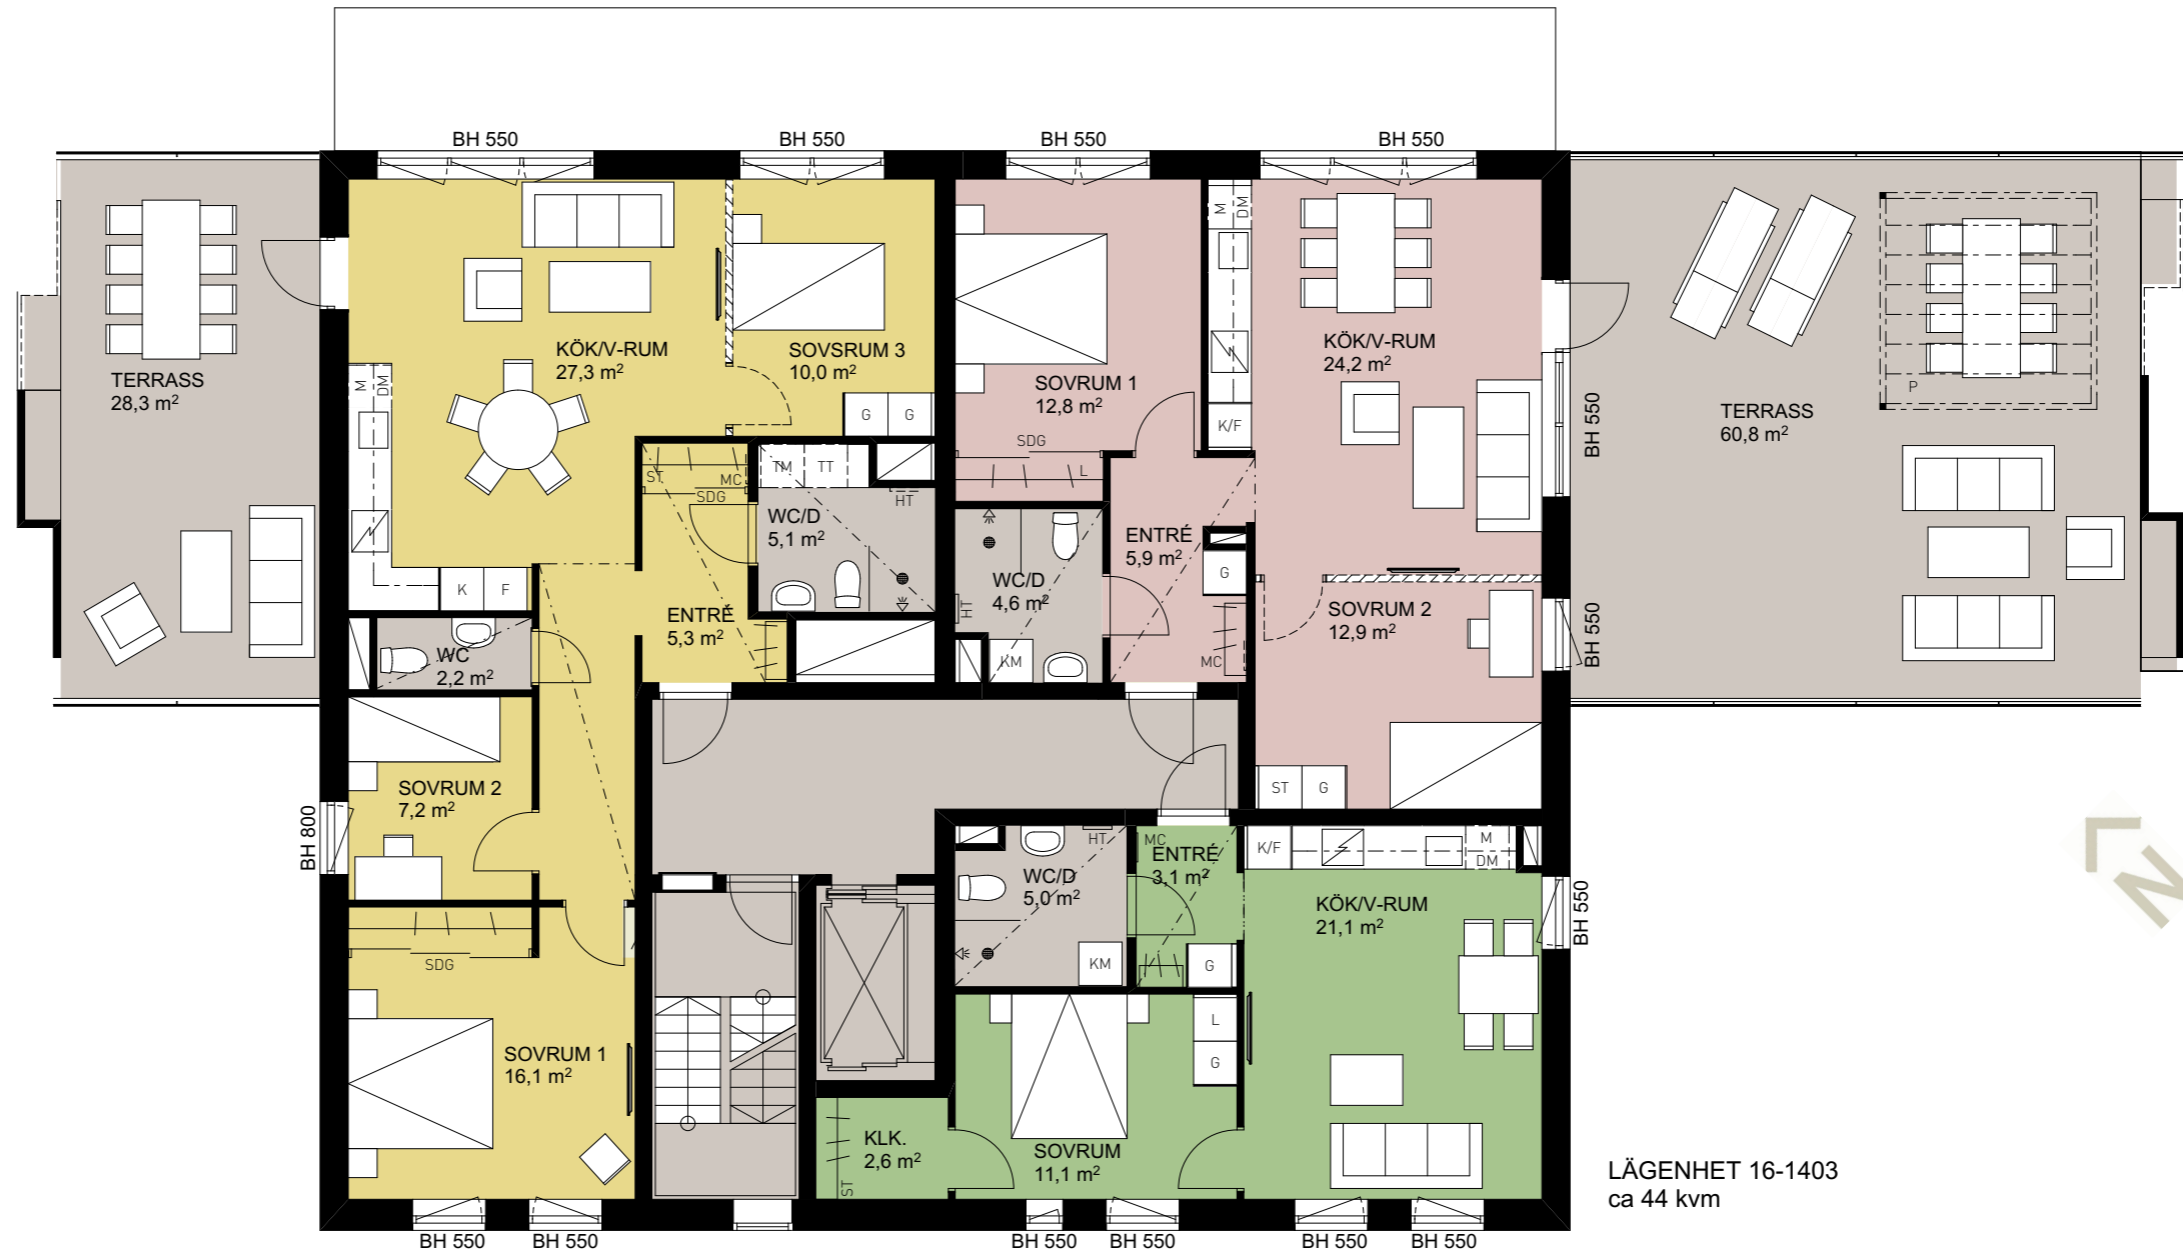 BH 550
BH 550
BH 550
BH 550
TERRASS
28,3 m²
KÖK/V-RUM
27,3 m²
M
DM
K
F
SOVSRUM 3
10,0 m²
G
G
ST
MC
SDG
TM
TT
HT
WC/D
5,1 m²
ENTRÉ
5,3 m²
WC
2,2 m²
SOVRUM 2
7,2 m²
BH 800
SDG
SOVRUM 1
16,1 m²
BH 550
BH 550
SOVRUM 1
12,8 m²
SDG
L
M
DM
K/F
KÖK/V-RUM
24,2 m²
BH 550
TERRASS
60,8 m²
P
ENTRÉ
5,9 m²
G
MC
WC/D
4,6 m²
HT
KM
SOVRUM 2
12,9 m²
BH 550
ST
G
HT
WC/D
5,0 m²
KM
MC
ENTRÉ
3,1 m²
G
K/F
M
DM
KÖK/V-RUM
21,1 m²
BH 550
L
G
SOVRUM
11,1 m²
KLK.
2,6 m²
ST
BH 550
BH 550
BH 550
BH 550
N
LÄGENHET 16-1403
ca 44 kvm